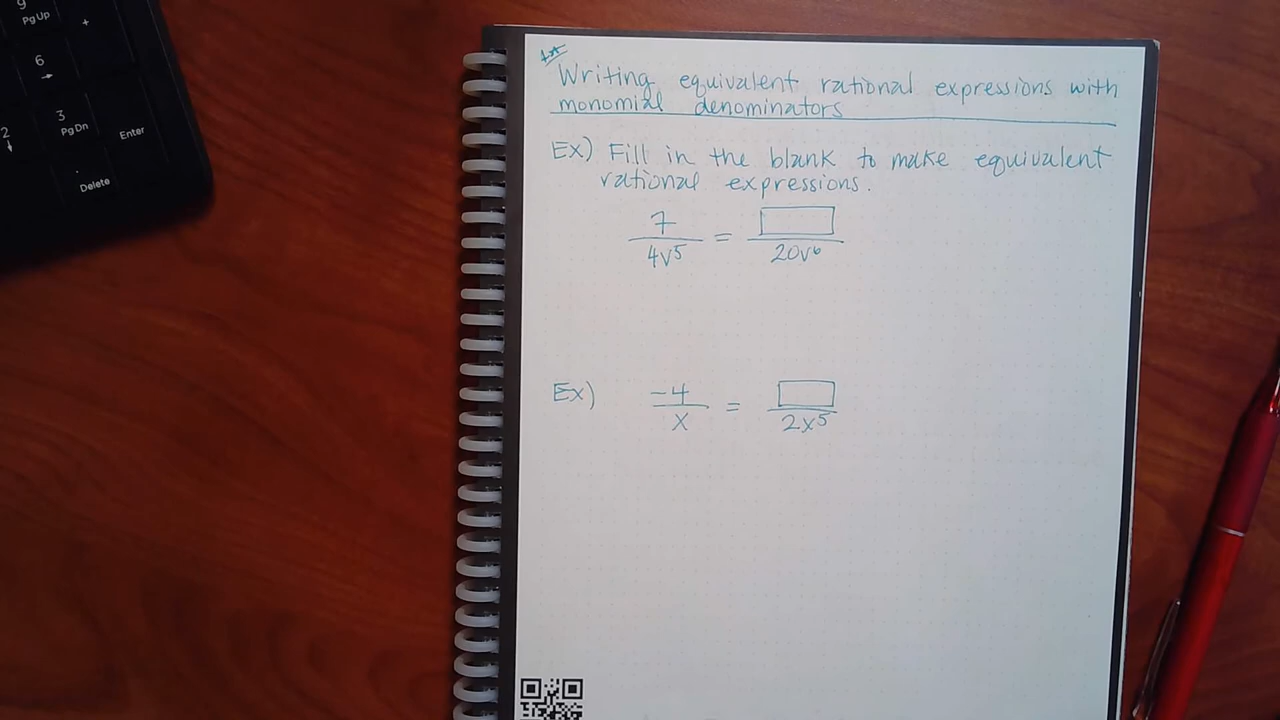 9
PgUp
+
6
→
3
PgDn
2
↓
Enter
.
Delete
Writing equivalent rational expressions with
monomial denominators
Ex) Fill in the blank to make equivalent
rational expressions.
7/4v⁵ = □/20v⁶
Ex) -4/x = □/2x⁵